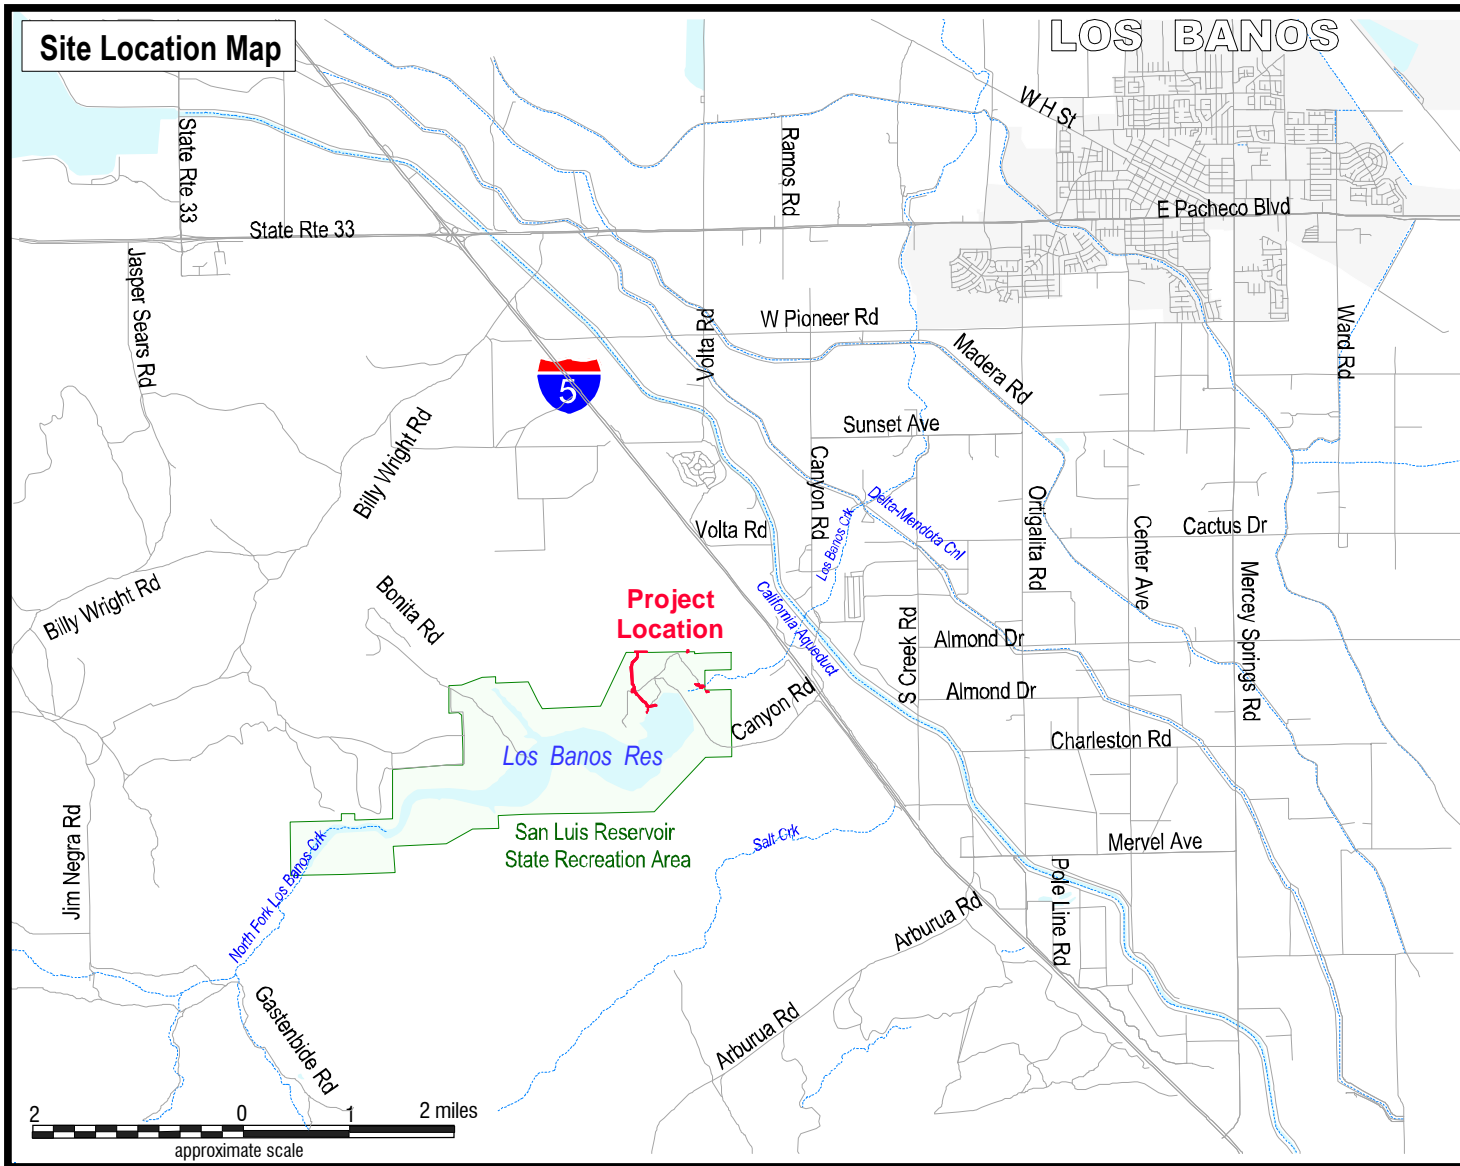 Site Location Map
LOS BANOS
W H St
State Rte 33
Ramos Rd
E Pacheco Blvd
State Rte 33
Jasper Sears Rd
Volta Rd
W Pioneer Rd
Madera Rd
Ward Rd
5
Billy Wright Rd
Sunset Ave
Canyon Rd
Delta-Mendota Cnl
Ortigalita Rd
Center Ave
Cactus Dr
Volta Rd
Los Banos Crk
Billy Wright Rd
Bonita Rd
Project
Location
California Aqueduct
S Creek Rd
Almond Dr
Mercey Springs Rd
Almond Dr
Canyon Rd
Charleston Rd
Los Banos Res
Jim Negra Rd
San Luis Reservoir
State Recreation Area
Salt Crk
Mervel Ave
North Fork Los Banos Crk
Pole Line Rd
Arburua Rd
Gastenbide Rd
Arburua Rd
2 0 1 2 miles
approximate scale